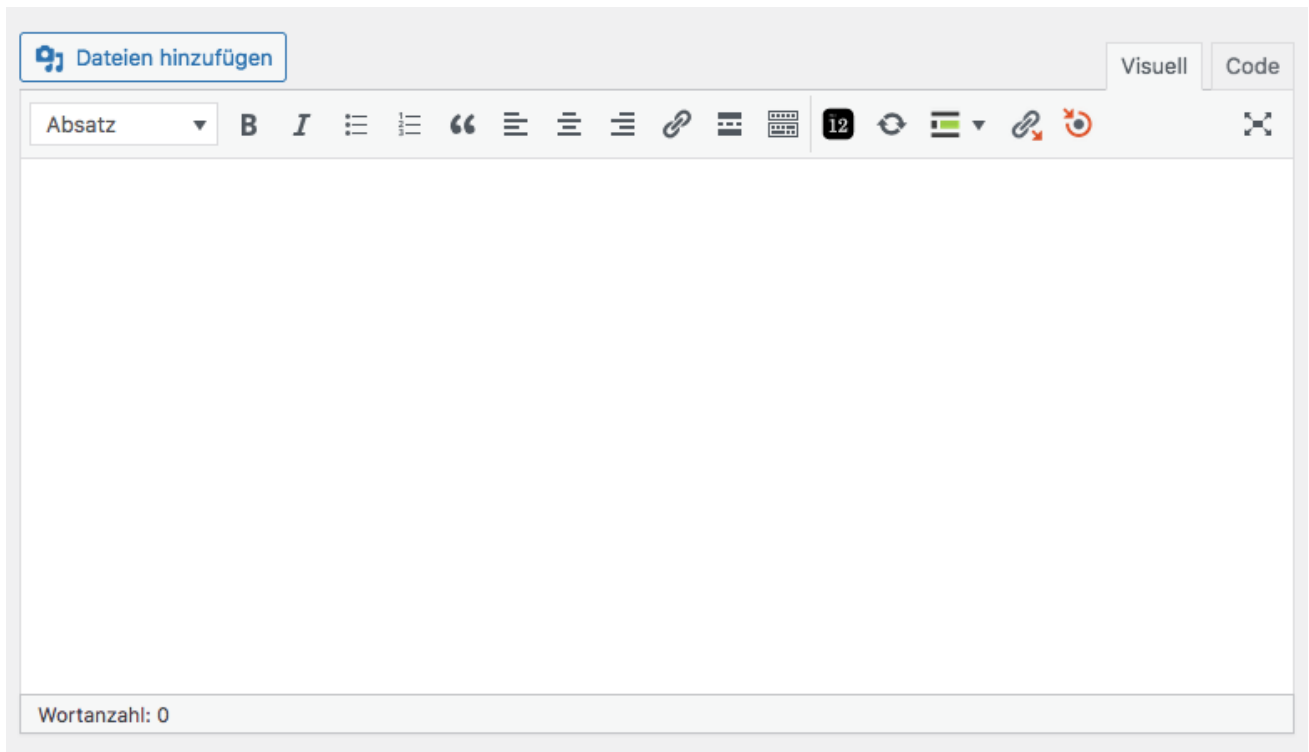 Dateien hinzufügen
Visuell
Code
Absatz
B I 12
Wortanzahl: 0